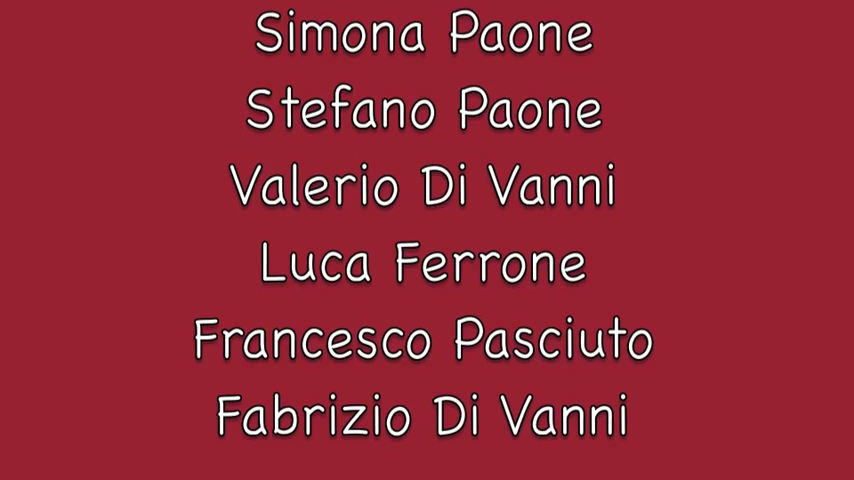 Simona Paone
Stefano Paone
Valerio Di Vanni
Luca Ferrone
Francesco Pasciuto
Fabrizio Di Vanni